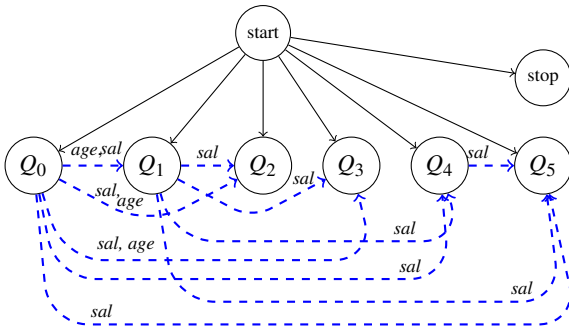 start
stop
age,sal
sal
sal
Q0
Q1
Q2
Q3
Q4
Q5
sal,
age
sal
sal, age
sal
sal
sal
sal